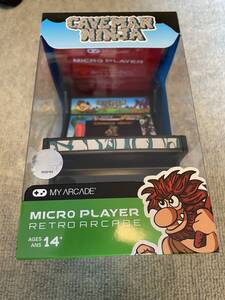 CAVEMAN
NINJA
MICRO PLAYER
MY ARCADE®
MICRO PLAYER
RETRO ARCADE
AGES
ANS 14+